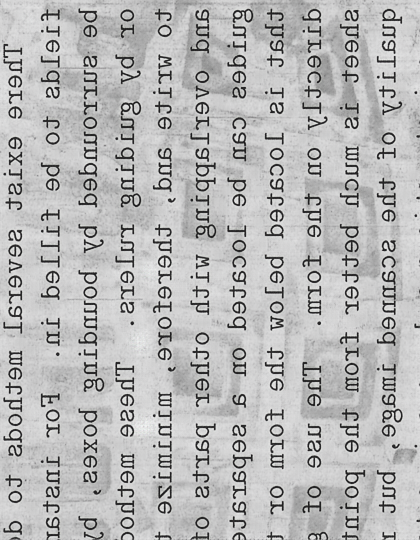 There exist several methods to d
fields to be filled in. For instan
be surrounded by bounding boxes, by
or by guiding rulers. These method
to write and, therefore, minimize t
and overlapping with other parts of
guides can be located on a separate
that is located below the form or t
directly on the form. The use of g
sheet is much better from the point
quality of the scanned image, but r